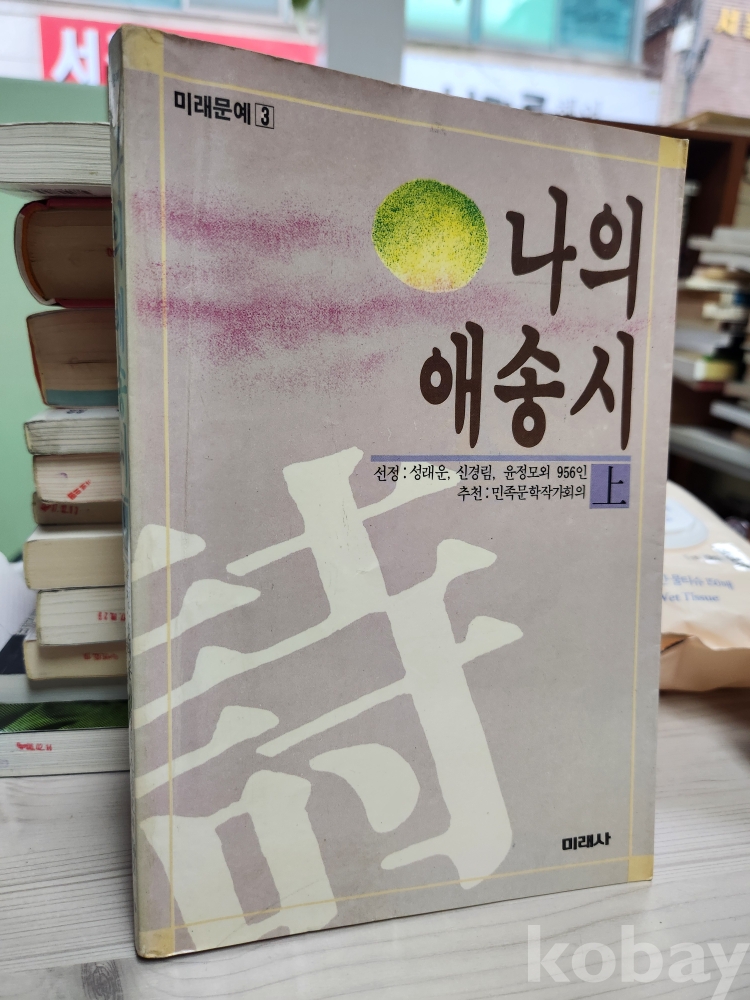 미래문예 3
나의
애송시
선정 : 성래운, 신경림, 윤정모외 956인
추천 : 민족문학작가회의
上
詩
미래사
kobay